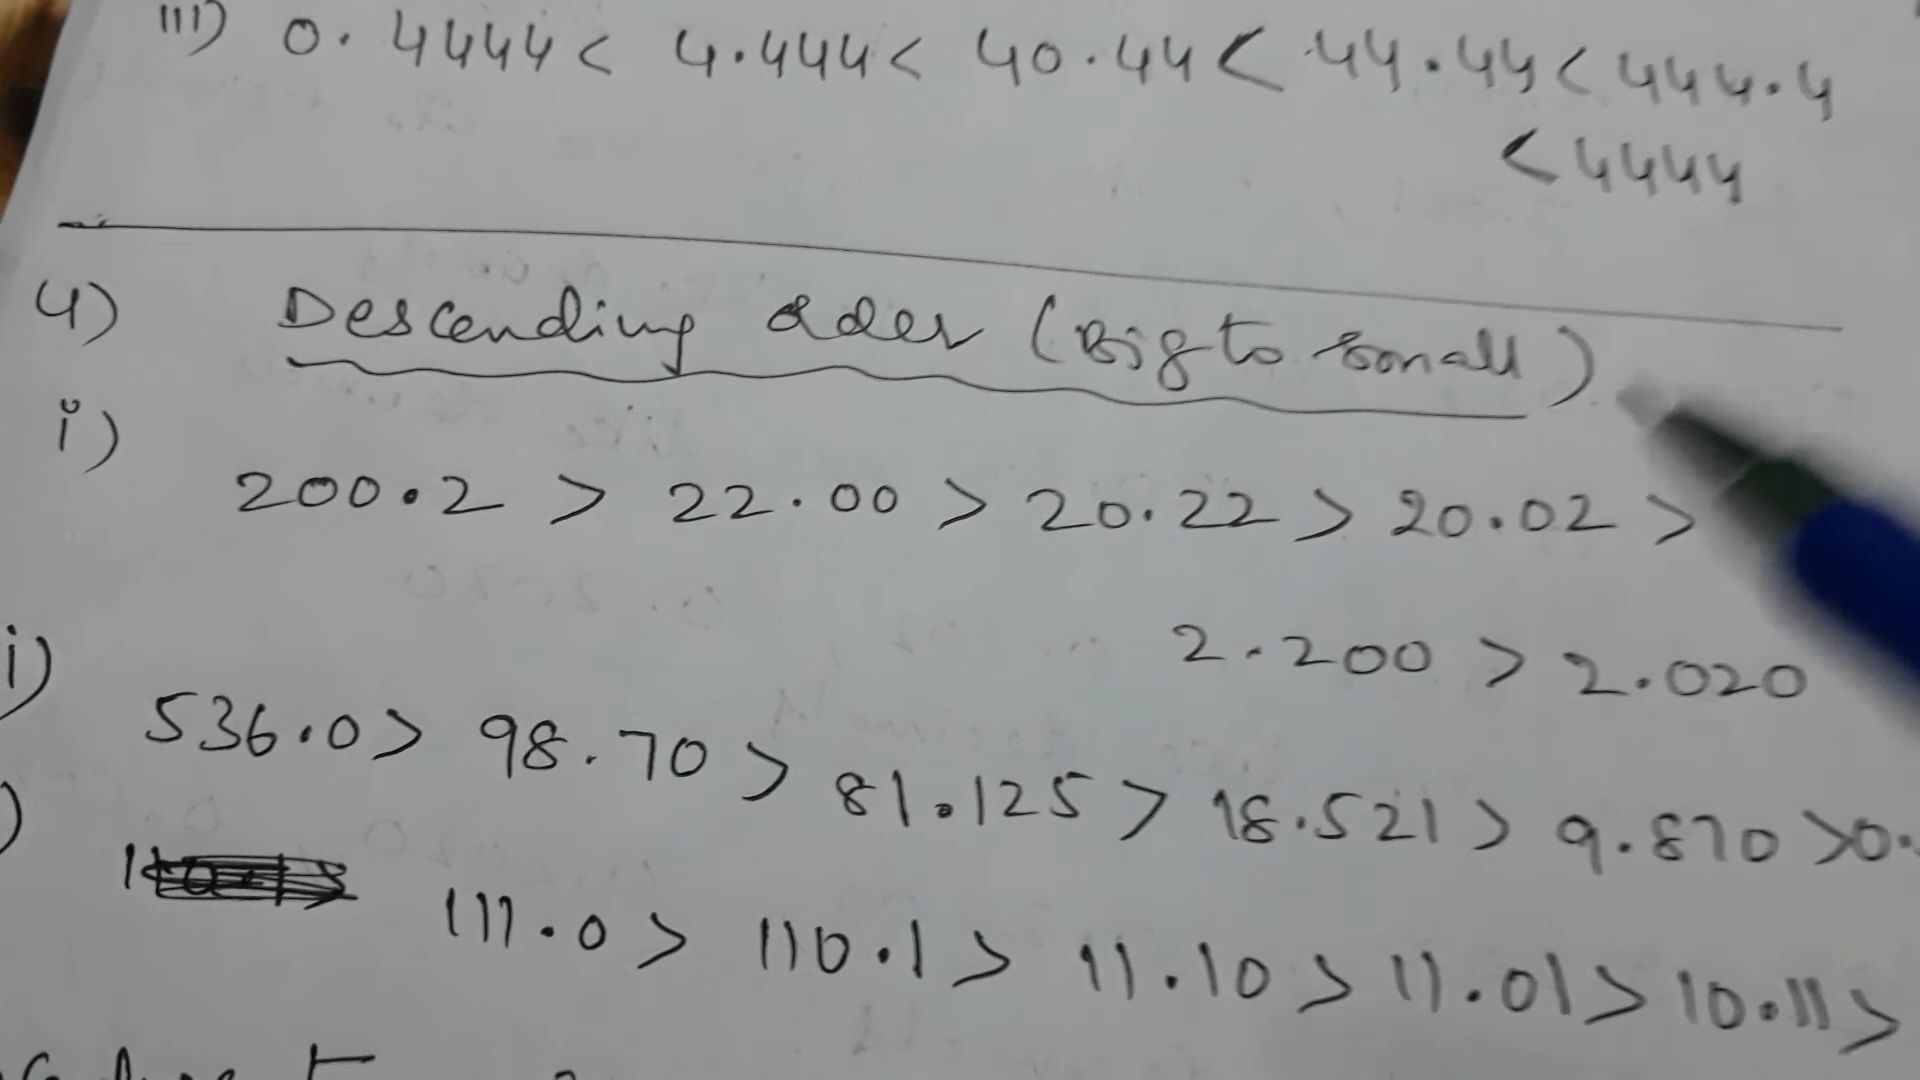 iii) 0.4444 < 4.444 < 40.44 < 44.44 < 444.4
< 4444
4) Descending order (Big to small)
i)
200.2 > 22.00 > 20.22 > 20.02 >
2.200 > 2.020
i)
536.0 > 98.70 > 81.125 > 18.521 > 9.870 > 0.
)
111.0 > 110.1 > 11.10 > 11.01 > 10.11 >